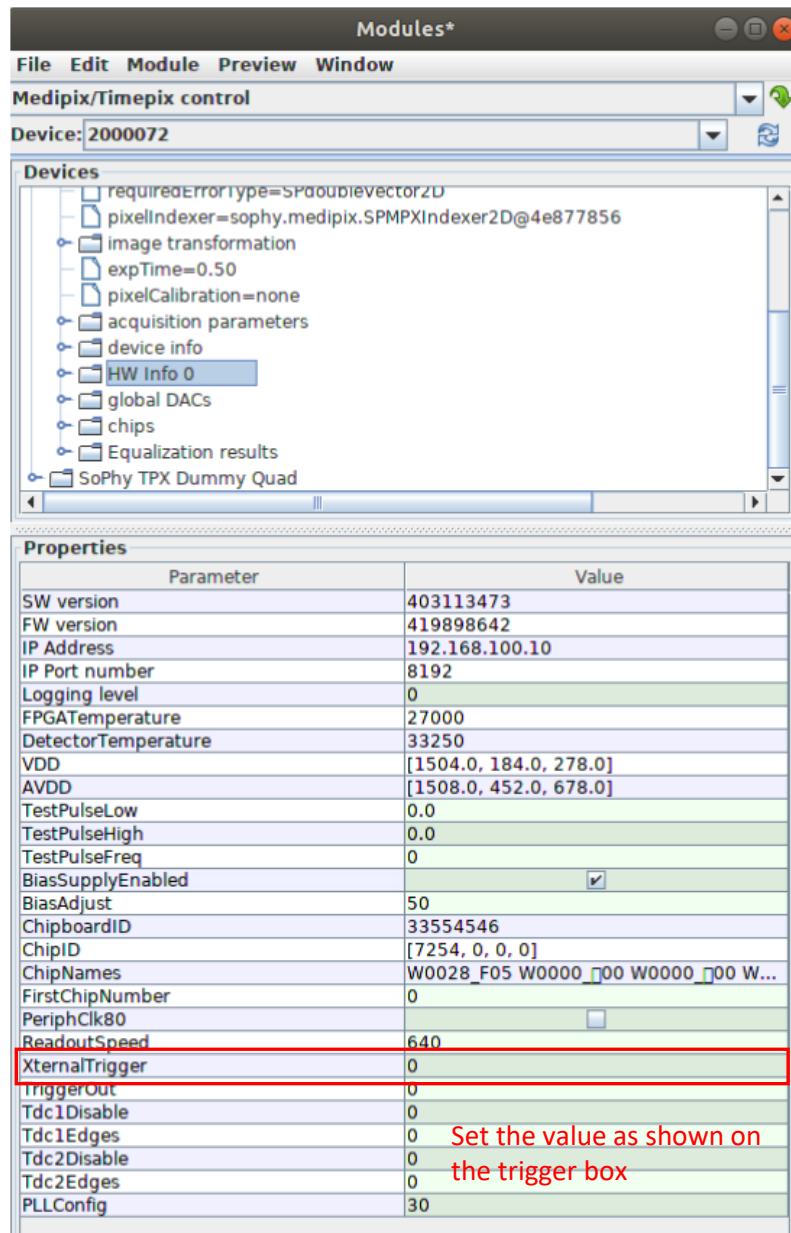 Modules*
File Edit Module Preview Window
Medipix/Timepix control
Device: 2000072
Devices
requiredErrorType=SPdoubleVector2D
pixelIndexer=sophy.medipix.SPMPXIndexer2D@4e877856
image transformation
expTime=0.50
pixelCalibration=none
acquisition parameters
device info
HW Info 0
global DACs
chips
Equalization results
SoPhy TPX Dummy Quad
Properties
Parameter Value
SW version 403113473
FW version 419898642
IP Address 192.168.100.10
IP Port number 8192
Logging level 0
FPGATemperature 27000
DetectorTemperature 33250
VDD [1504.0, 184.0, 278.0]
AVDD [1508.0, 452.0, 678.0]
TestPulseLow 0.0
TestPulseHigh 0.0
TestPulseFreq 0
BiasSupplyEnabled
BiasAdjust 50
ChipboardID 33554546
ChipID [7254, 0, 0, 0]
ChipNames W0028_F05 W0000_▯00 W0000_▯00 W...
FirstChipNumber 0
PeriphClk80
ReadoutSpeed 640
XternalTrigger 0
TriggerOut 0
Tdc1Disable 0
Tdc1Edges 0
Tdc2Disable 0
Tdc2Edges 0
PLLConfig 30
Set the value as shown on
the trigger box